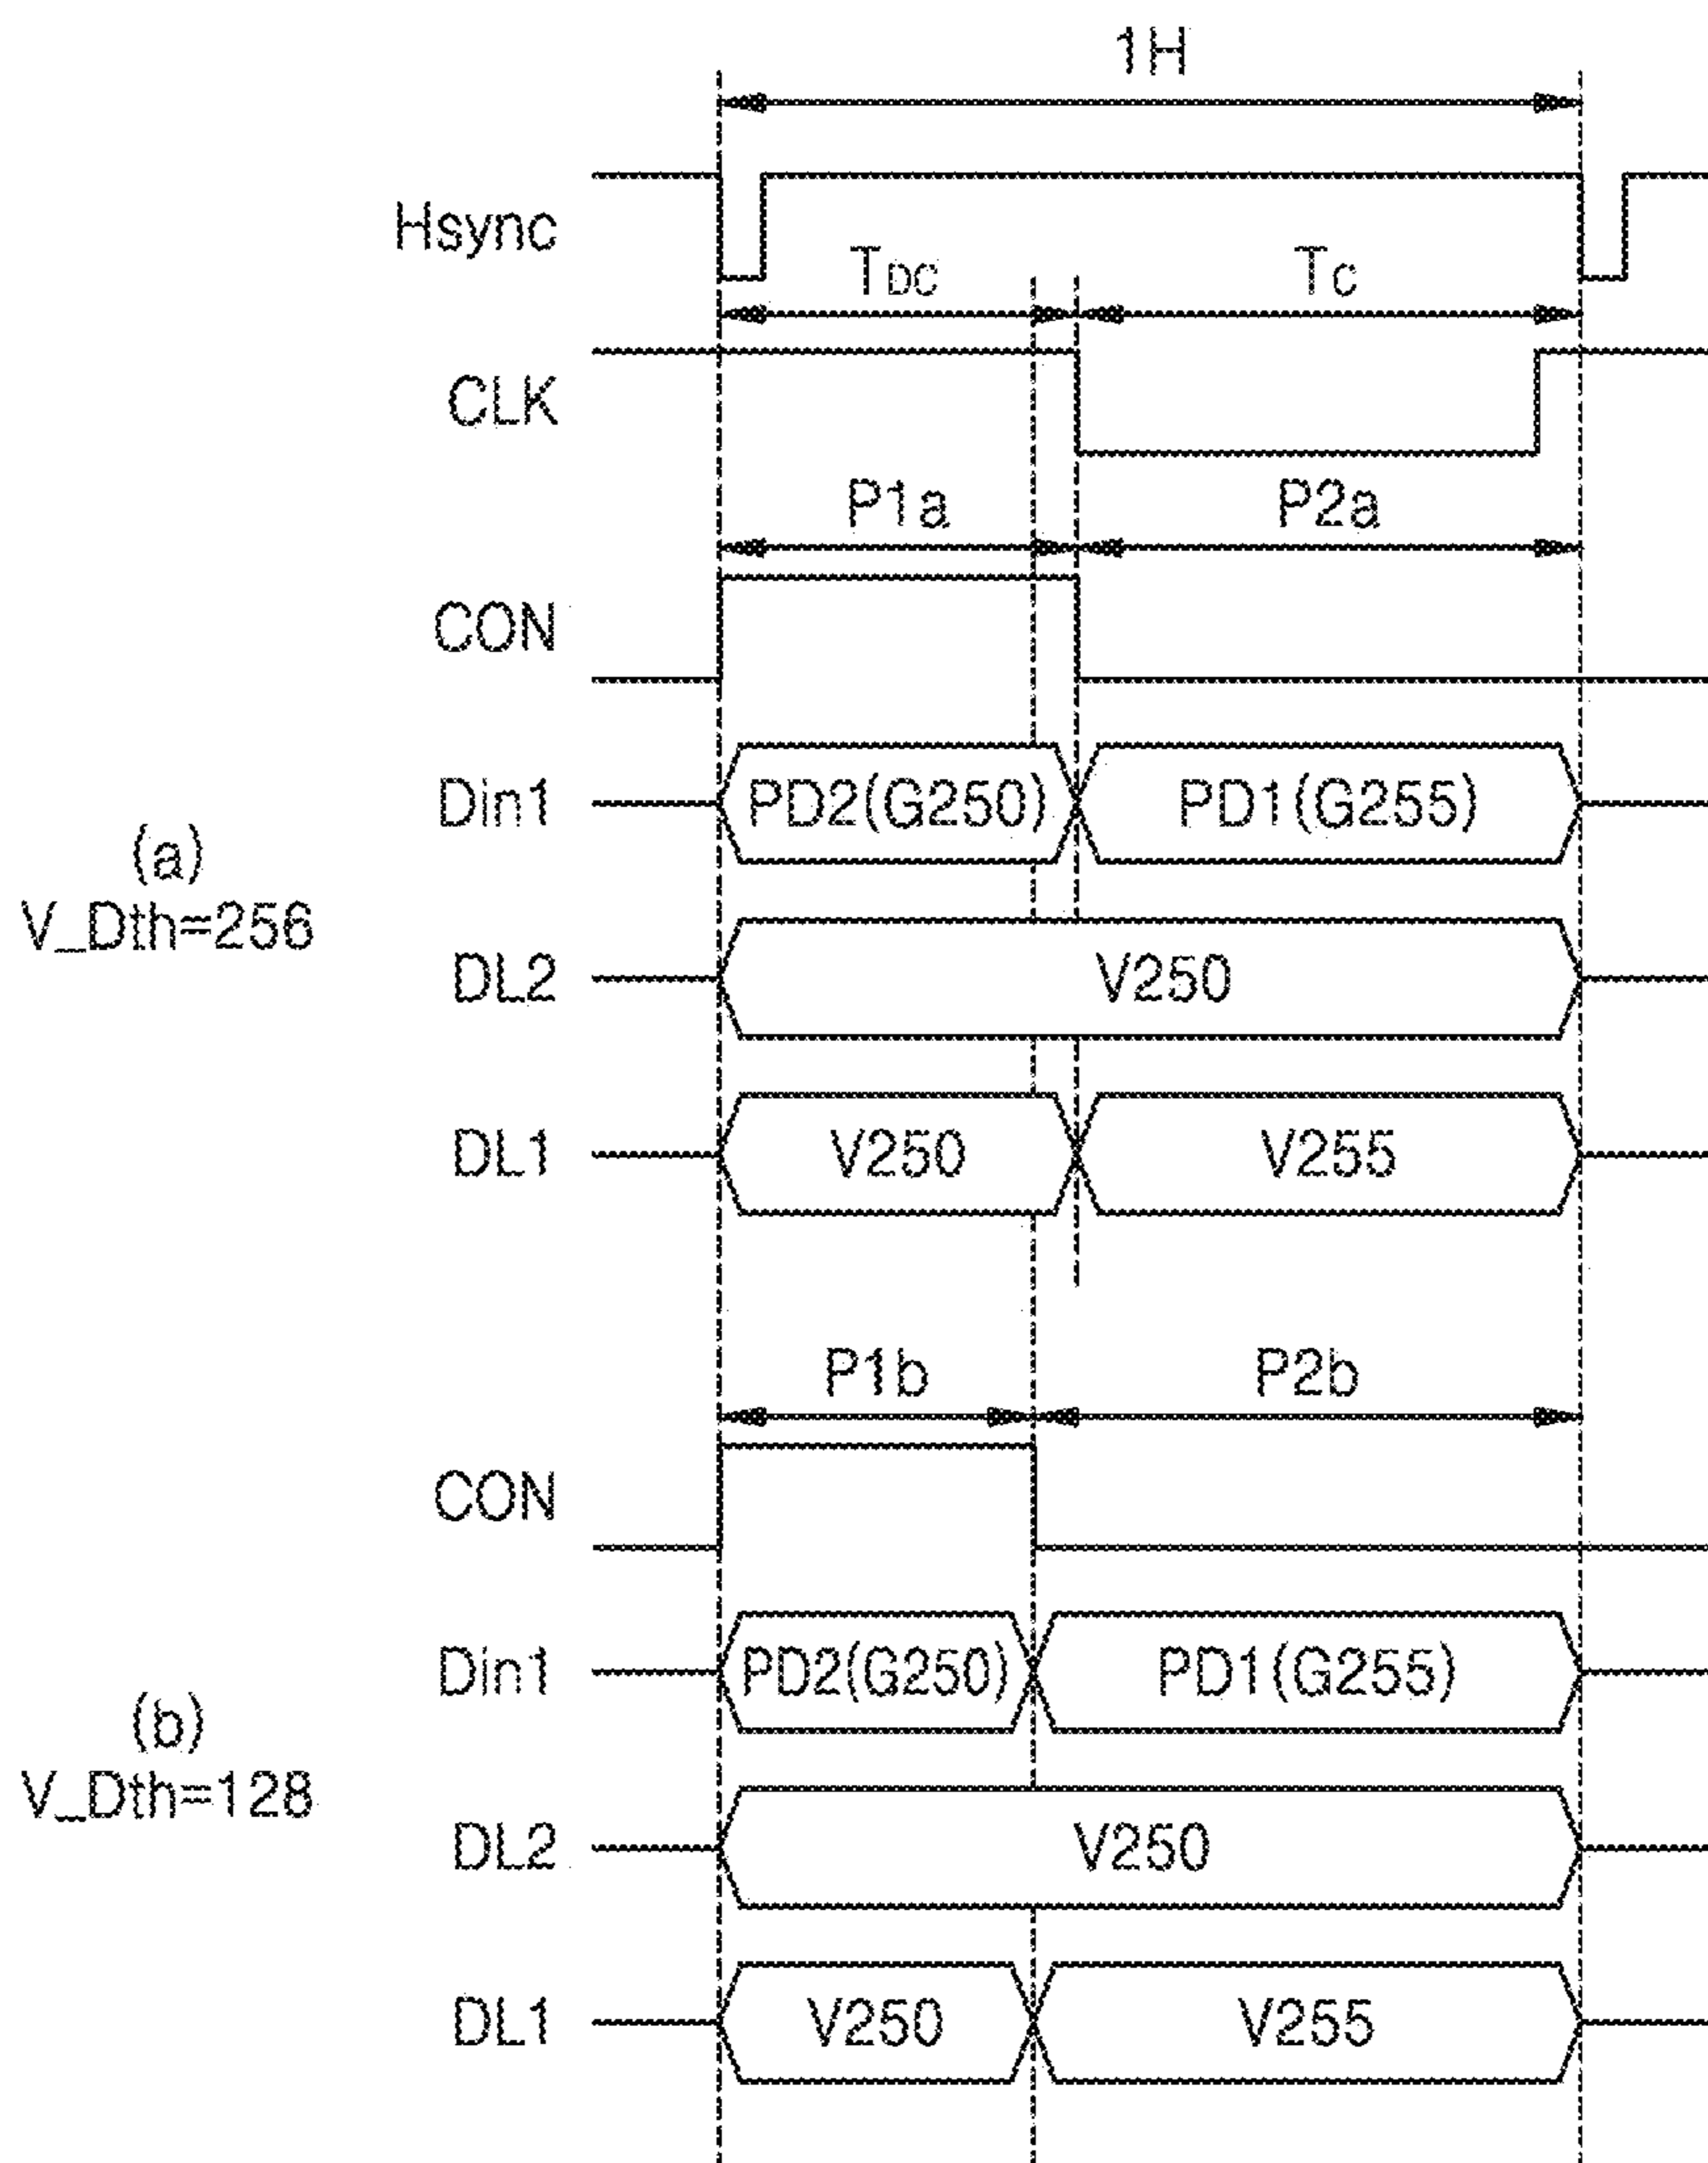 1H
Hsync
TDC
TC
CLK
P1a
P2a
CON
Din1
PD2(G250)
PD1(G255)
(a)
V_Dth=256
DL2
V250
DL1
V250
V255
P1b
P2b
CON
Din1
PD2(G250)
PD1(G255)
(b)
V_Dth=128
DL2
V250
DL1
V250
V255